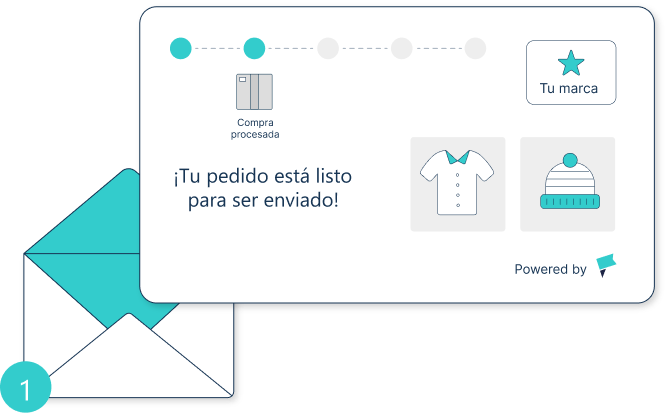 Tu marca
Compra
procesada
¡Tu pedido está listo
para ser enviado!
Powered by
1